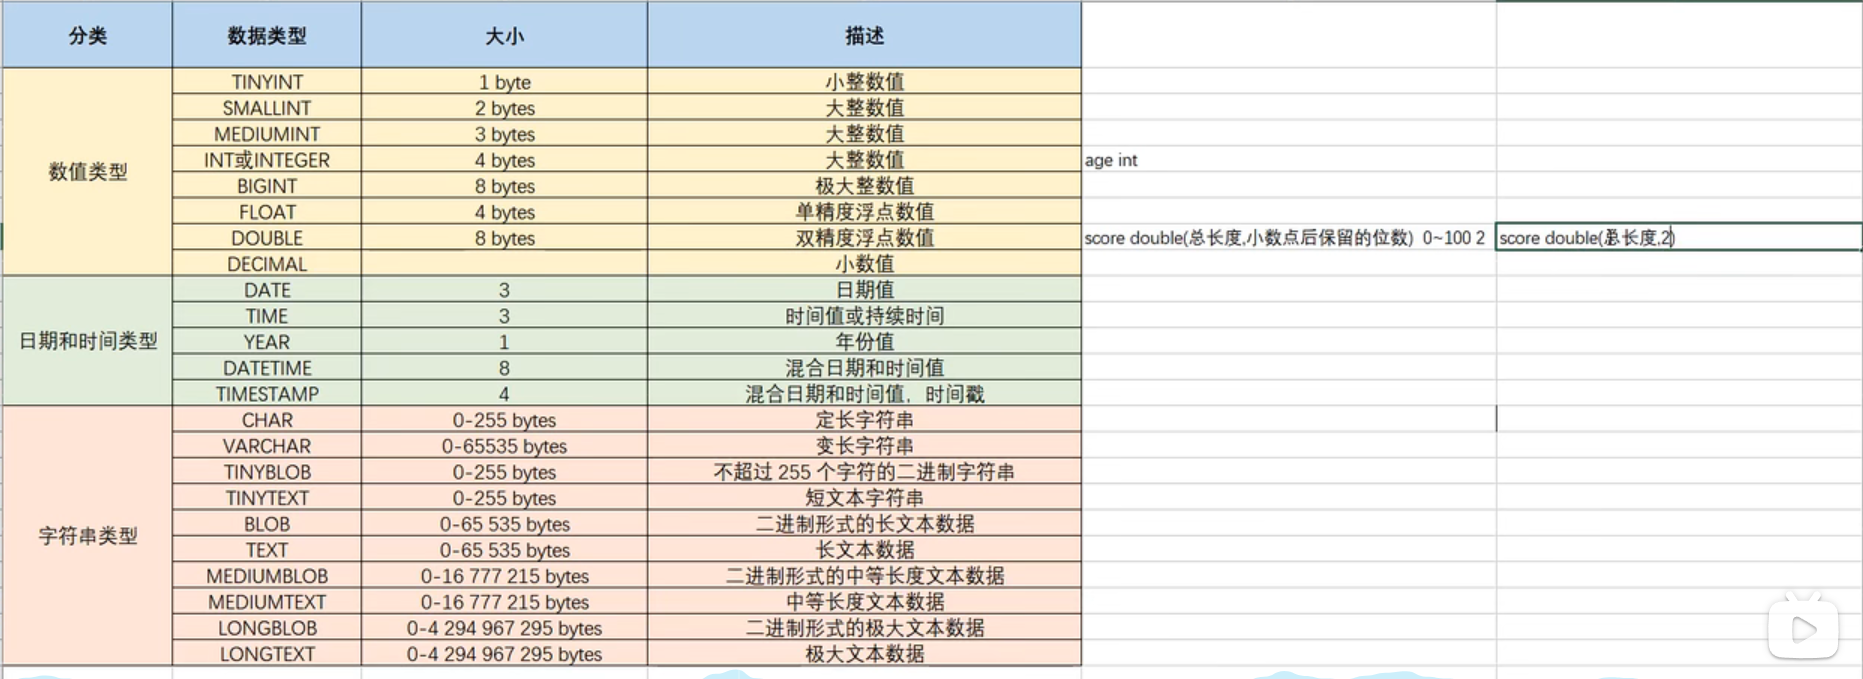 分类 数据类型 大小 描述
数值类型
TINYINT 1 byte 小整数值
SMALLINT 2 bytes 大整数值
MEDIUMINT 3 bytes 大整数值
INT或INTEGER 4 bytes 大整数值 age int
BIGINT 8 bytes 极大整数值
FLOAT 4 bytes 单精度浮点数值
DOUBLE 8 bytes 双精度浮点数值 score double(总长度,小数点后保留的位数) 0~100 2 score double(总长度,2)
DECIMAL 小数值
日期和时间类型
DATE 3 日期值
TIME 3 时间值或持续时间
YEAR 1 年份值
DATETIME 8 混合日期和时间值
TIMESTAMP 4 混合日期和时间值，时间戳
字符串类型
CHAR 0-255 bytes 定长字符串
VARCHAR 0-65535 bytes 变长字符串
TINYBLOB 0-255 bytes 不超过 255 个字符的二进制字符串
TINYTEXT 0-255 bytes 短文本字符串
BLOB 0-65 535 bytes 二进制形式的长文本数据
TEXT 0-65 535 bytes 长文本数据
MEDIUMBLOB 0-16 777 215 bytes 二进制形式的中等长度文本数据
MEDIUMTEXT 0-16 777 215 bytes 中等长度文本数据
LONGBLOB 0-4 294 967 295 bytes 二进制形式的极大文本数据
LONGTEXT 0-4 294 967 295 bytes 极大文本数据